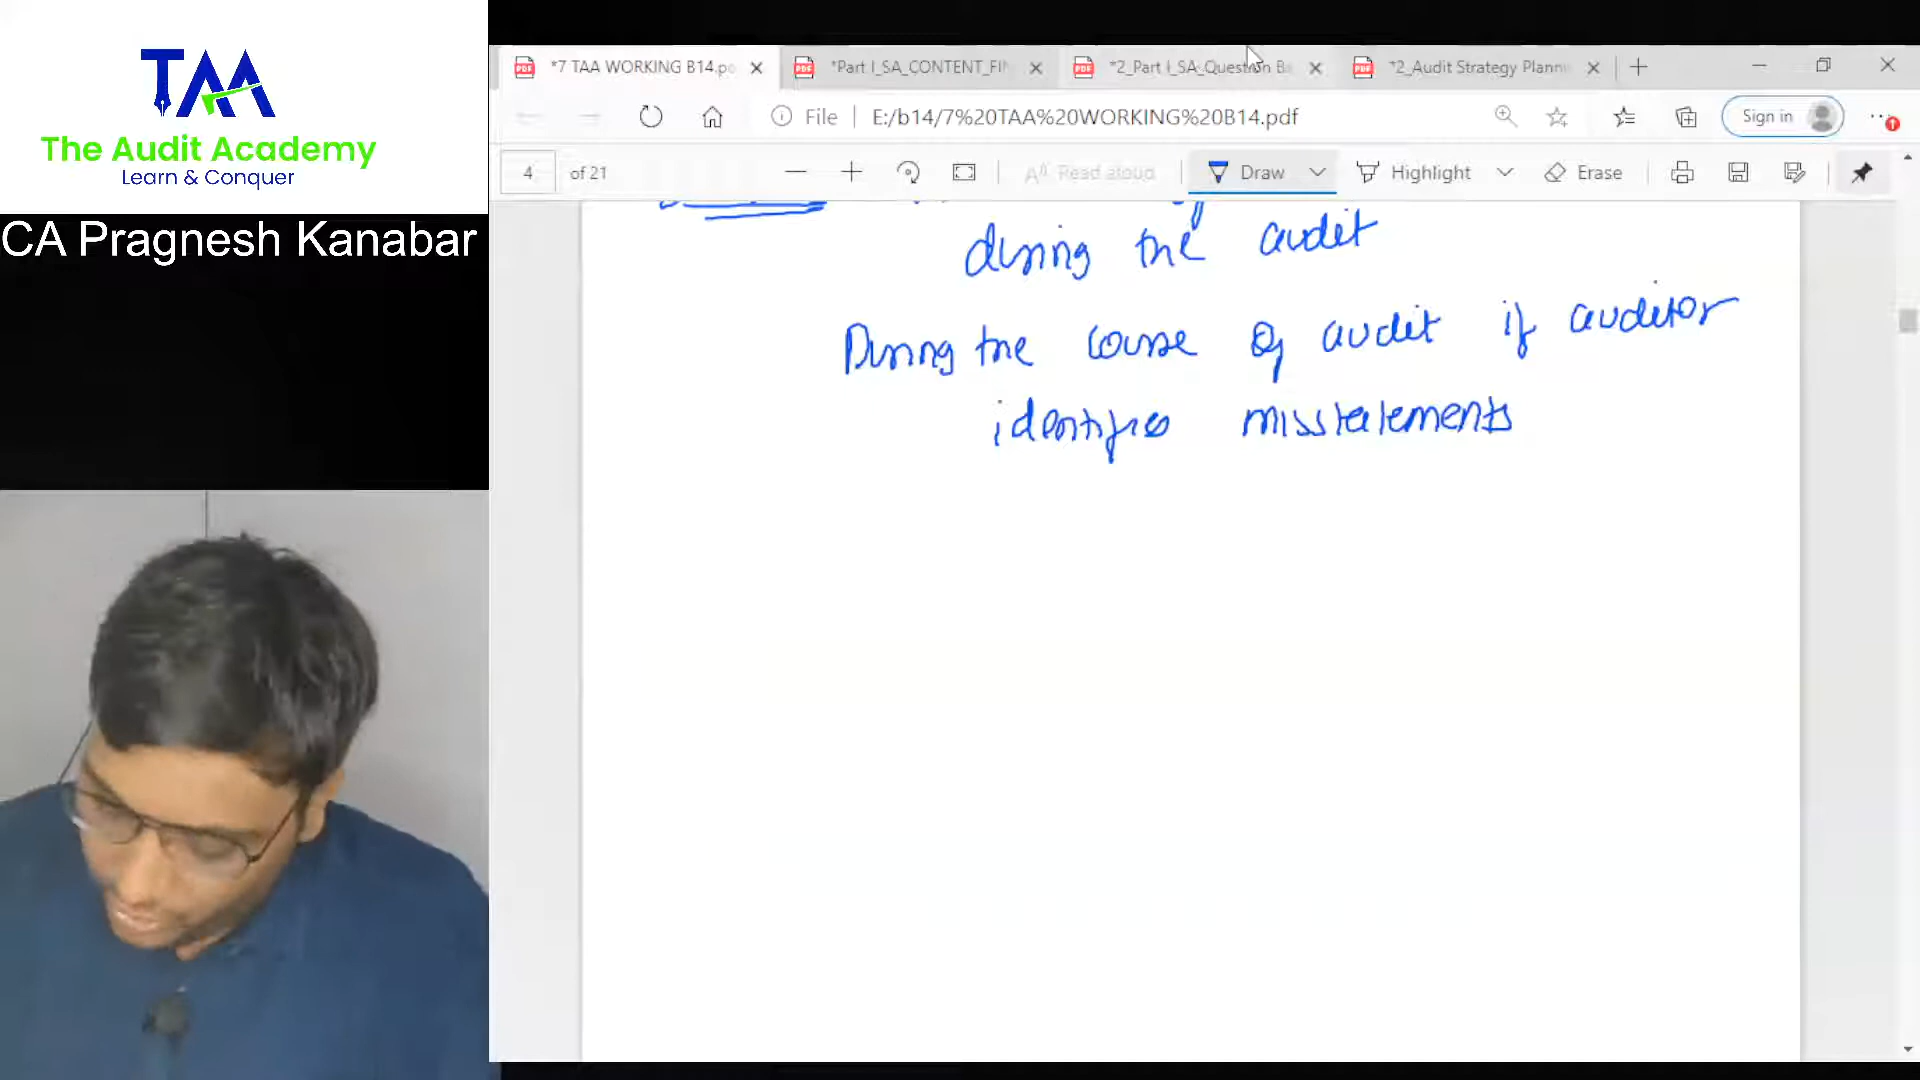 TAA
The Audit Academy
Learn & Conquer
CA Pragnesh Kanabar
*7 TAA WORKING B14.pd
*Part I_SA_CONTENT_FIN
*2_Part I_SA_Question Ba
*2_Audit Strategy Planni
File E:/b14/7%20TAA%20WORKING%20B14.pdf
Sign in
4 of 21
Read aloud Draw Highlight Erase
during the audit
During the course of audit if auditor
identifies misstatements